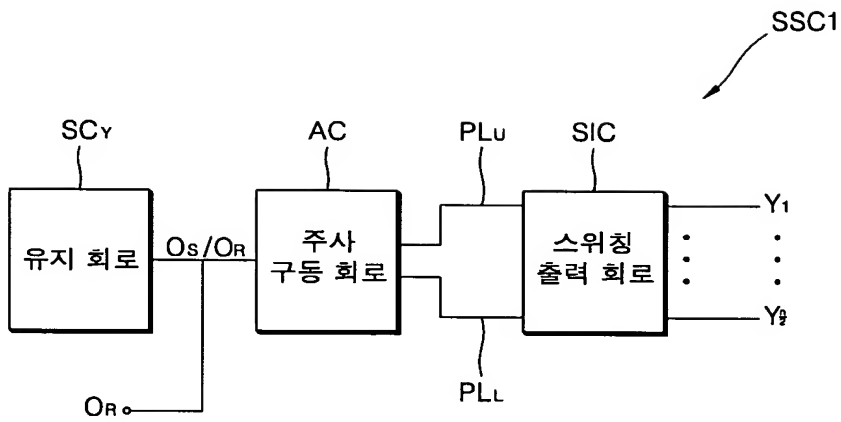 SSC1
SCY
AC
PLU
SIC
유지 회로
OS/OR
주사
구동 회로
스위칭
출력 회로
Y1
Yn/2
PLL
OR